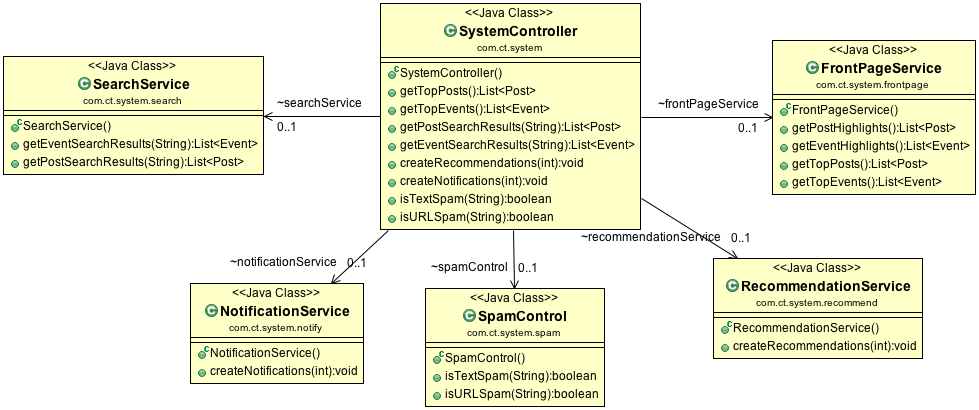 <<Java Class>>
SystemController
com.ct.system
SystemController()
getTopPosts():List<Post>
getTopEvents():List<Event>
getPostSearchResults(String):List<Post>
getEventSearchResults(String):List<Event>
createRecommendations(int):void
createNotifications(int):void
isTextSpam(String):boolean
isURLSpam(String):boolean
<<Java Class>>
SearchService
com.ct.system.search
SearchService()
getEventSearchResults(String):List<Event>
getPostSearchResults(String):List<Post>
~searchService
0..1
<<Java Class>>
FrontPageService
com.ct.system.frontpage
FrontPageService()
getPostHighlights():List<Post>
getEventHighlights():List<Event>
getTopPosts():List<Post>
getTopEvents():List<Event>
~frontPageService
0..1
~notificationService
0..1
~spamControl
0..1
~recommendationService
0..1
<<Java Class>>
NotificationService
com.ct.system.notify
NotificationService()
createNotifications(int):void
<<Java Class>>
SpamControl
com.ct.system.spam
SpamControl()
isTextSpam(String):boolean
isURLSpam(String):boolean
<<Java Class>>
RecommendationService
com.ct.system.recommend
RecommendationService()
createRecommendations(int):void